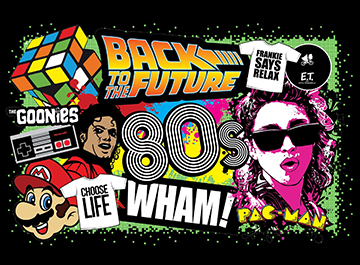 BACK
TO THE
FUTURE
FRANKIE
SAYS
RELAX
E.T.
THE GOONIES
80s
CHOOSE
LIFE
WHAM!
PAC-MAN
M